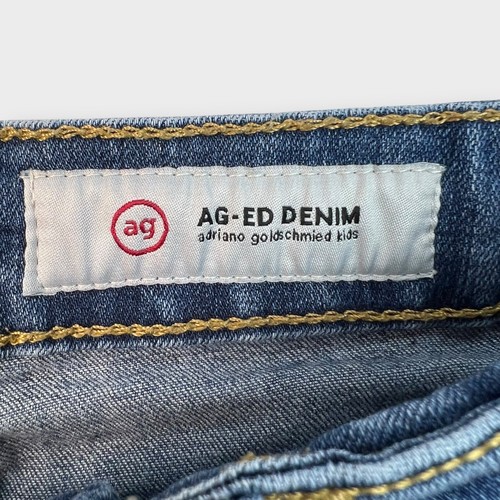 ag
AG-ED DENIM
adriano goldschmied kids